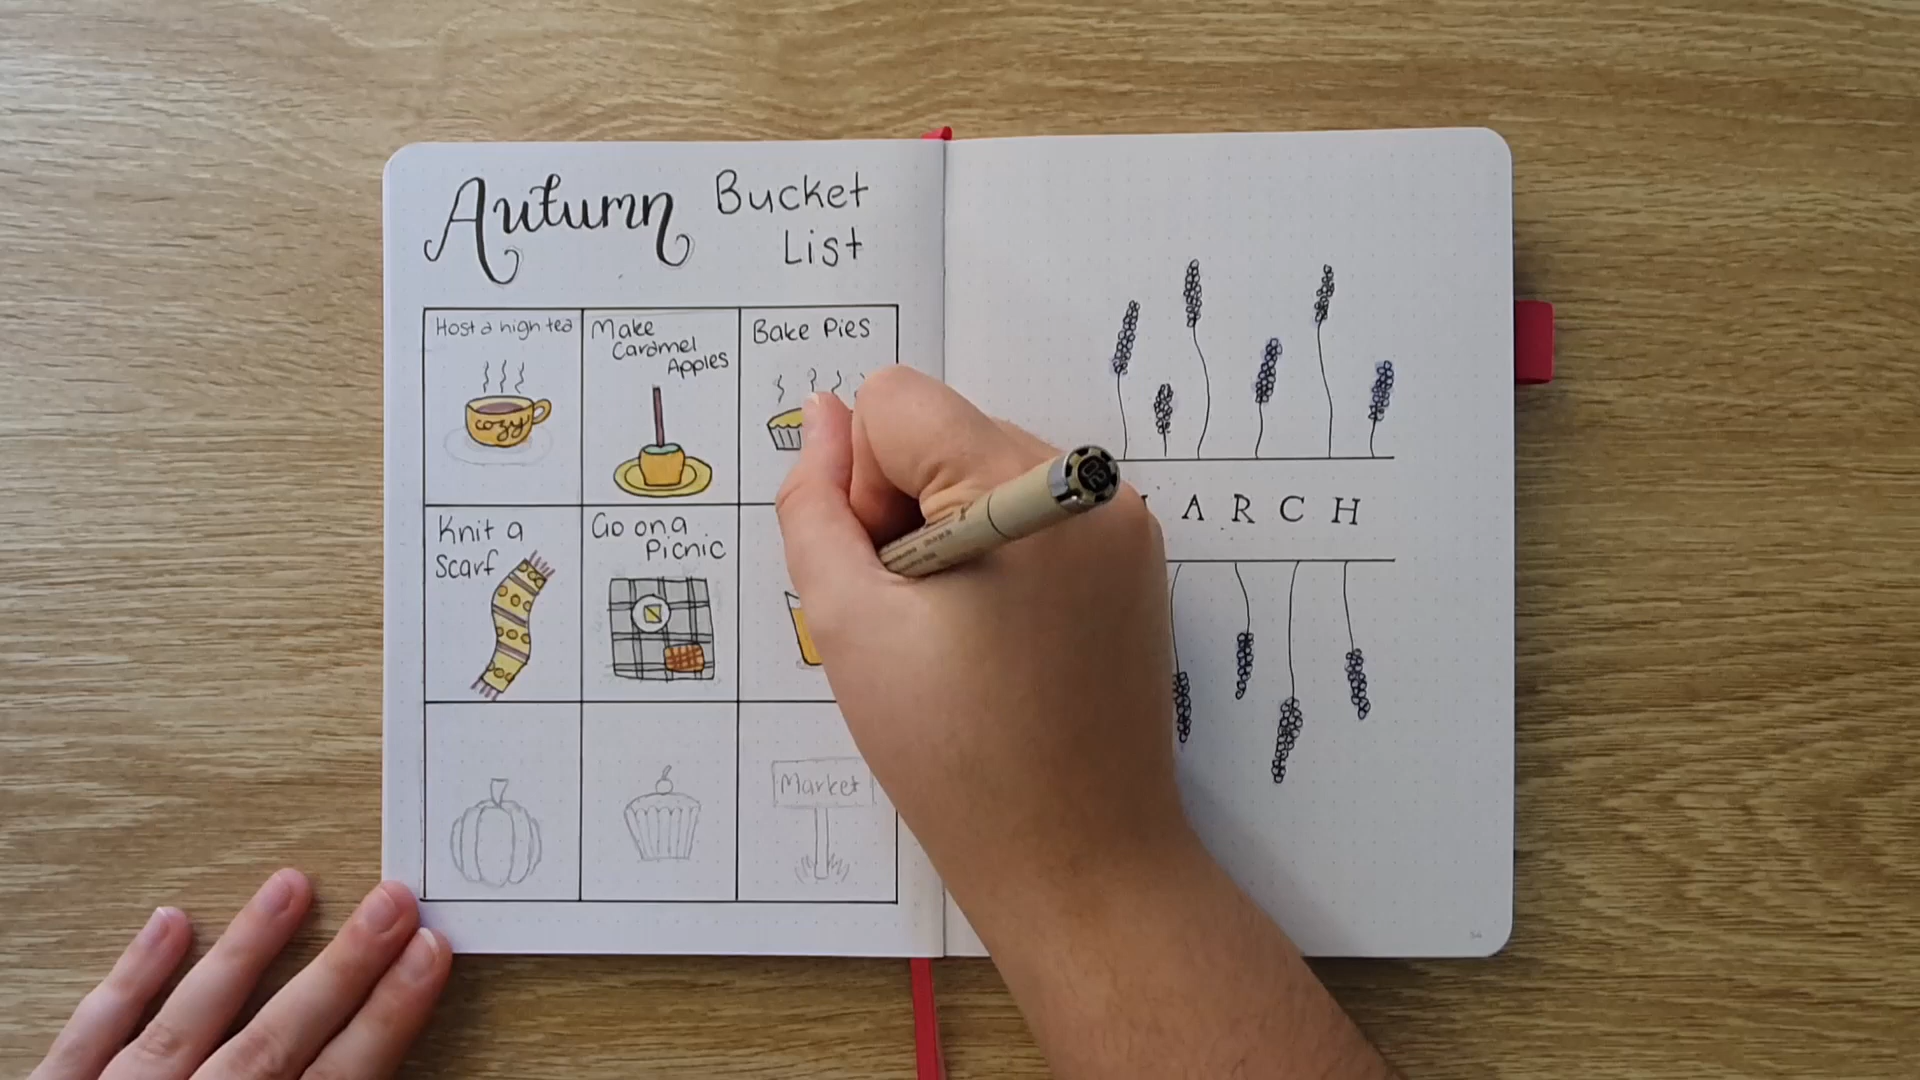 Autumn Bucket
List
Host a high tea
Make
Caramel
Apples
Bake Pies
cozy
Knit a
Scarf
Go on a
Picnic
Market
ARCH
02